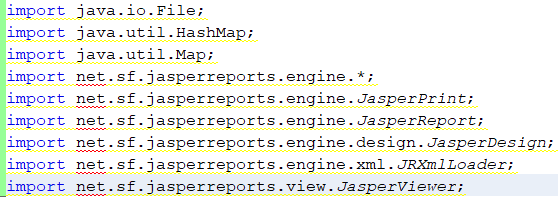 import java.io.File;
import java.util.HashMap;
import java.util.Map;
import net.sf.jasperreports.engine.*;
import net.sf.jasperreports.engine.JasperPrint;
import net.sf.jasperreports.engine.JasperReport;
import net.sf.jasperreports.engine.design.JasperDesign;
import net.sf.jasperreports.engine.xml.JRXmlLoader;
import net.sf.jasperreports.view.JasperViewer;